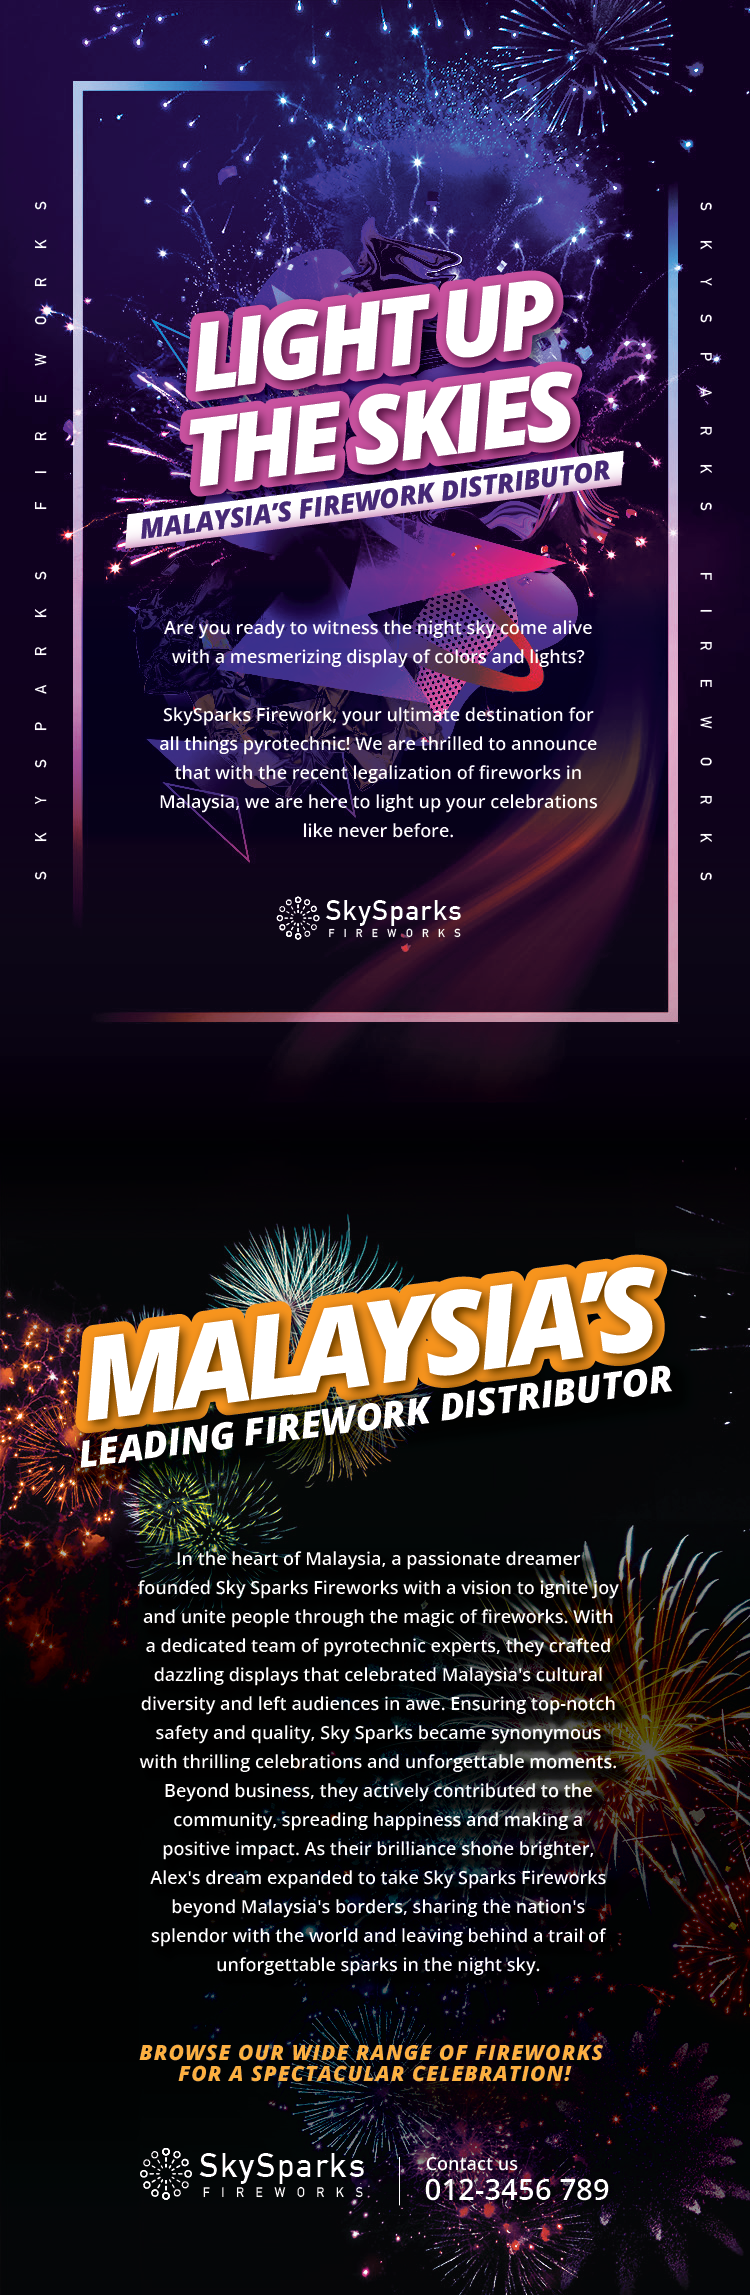 SKYSPARKS FIREWORKS
SKYSPARKS FIREWORKS
LIGHT UP
THE SKIES
MALAYSIA'S FIREWORK DISTRIBUTOR
Are you ready to witness the night sky come alive
with a mesmerizing display of colors and lights?
SkySparks Firework, your ultimate destination for
all things pyrotechnic! We are thrilled to announce
that with the recent legalization of fireworks in
Malaysia, we are here to light up your celebrations
like never before.
SkySparks
FIREWORKS
MALAYSIA'S
LEADING FIREWORK DISTRIBUTOR
In the heart of Malaysia, a passionate dreamer
founded Sky Sparks Fireworks with a vision to ignite joy
and unite people through the magic of fireworks. With
a dedicated team of pyrotechnic experts, they crafted
dazzling displays that celebrated Malaysia's cultural
diversity and left audiences in awe. Ensuring top-notch
safety and quality, Sky Sparks became synonymous
with thrilling celebrations and unforgettable moments.
Beyond business, they actively contributed to the
community, spreading happiness and making a
positive impact. As their brilliance shone brighter,
Alex's dream expanded to take Sky Sparks Fireworks
beyond Malaysia's borders, sharing the nation's
splendor with the world and leaving behind a trail of
unforgettable sparks in the night sky.
BROWSE OUR WIDE RANGE OF FIREWORKS
FOR A SPECTACULAR CELEBRATION!
SkySparks
FIREWORKS
Contact us
012-3456 789